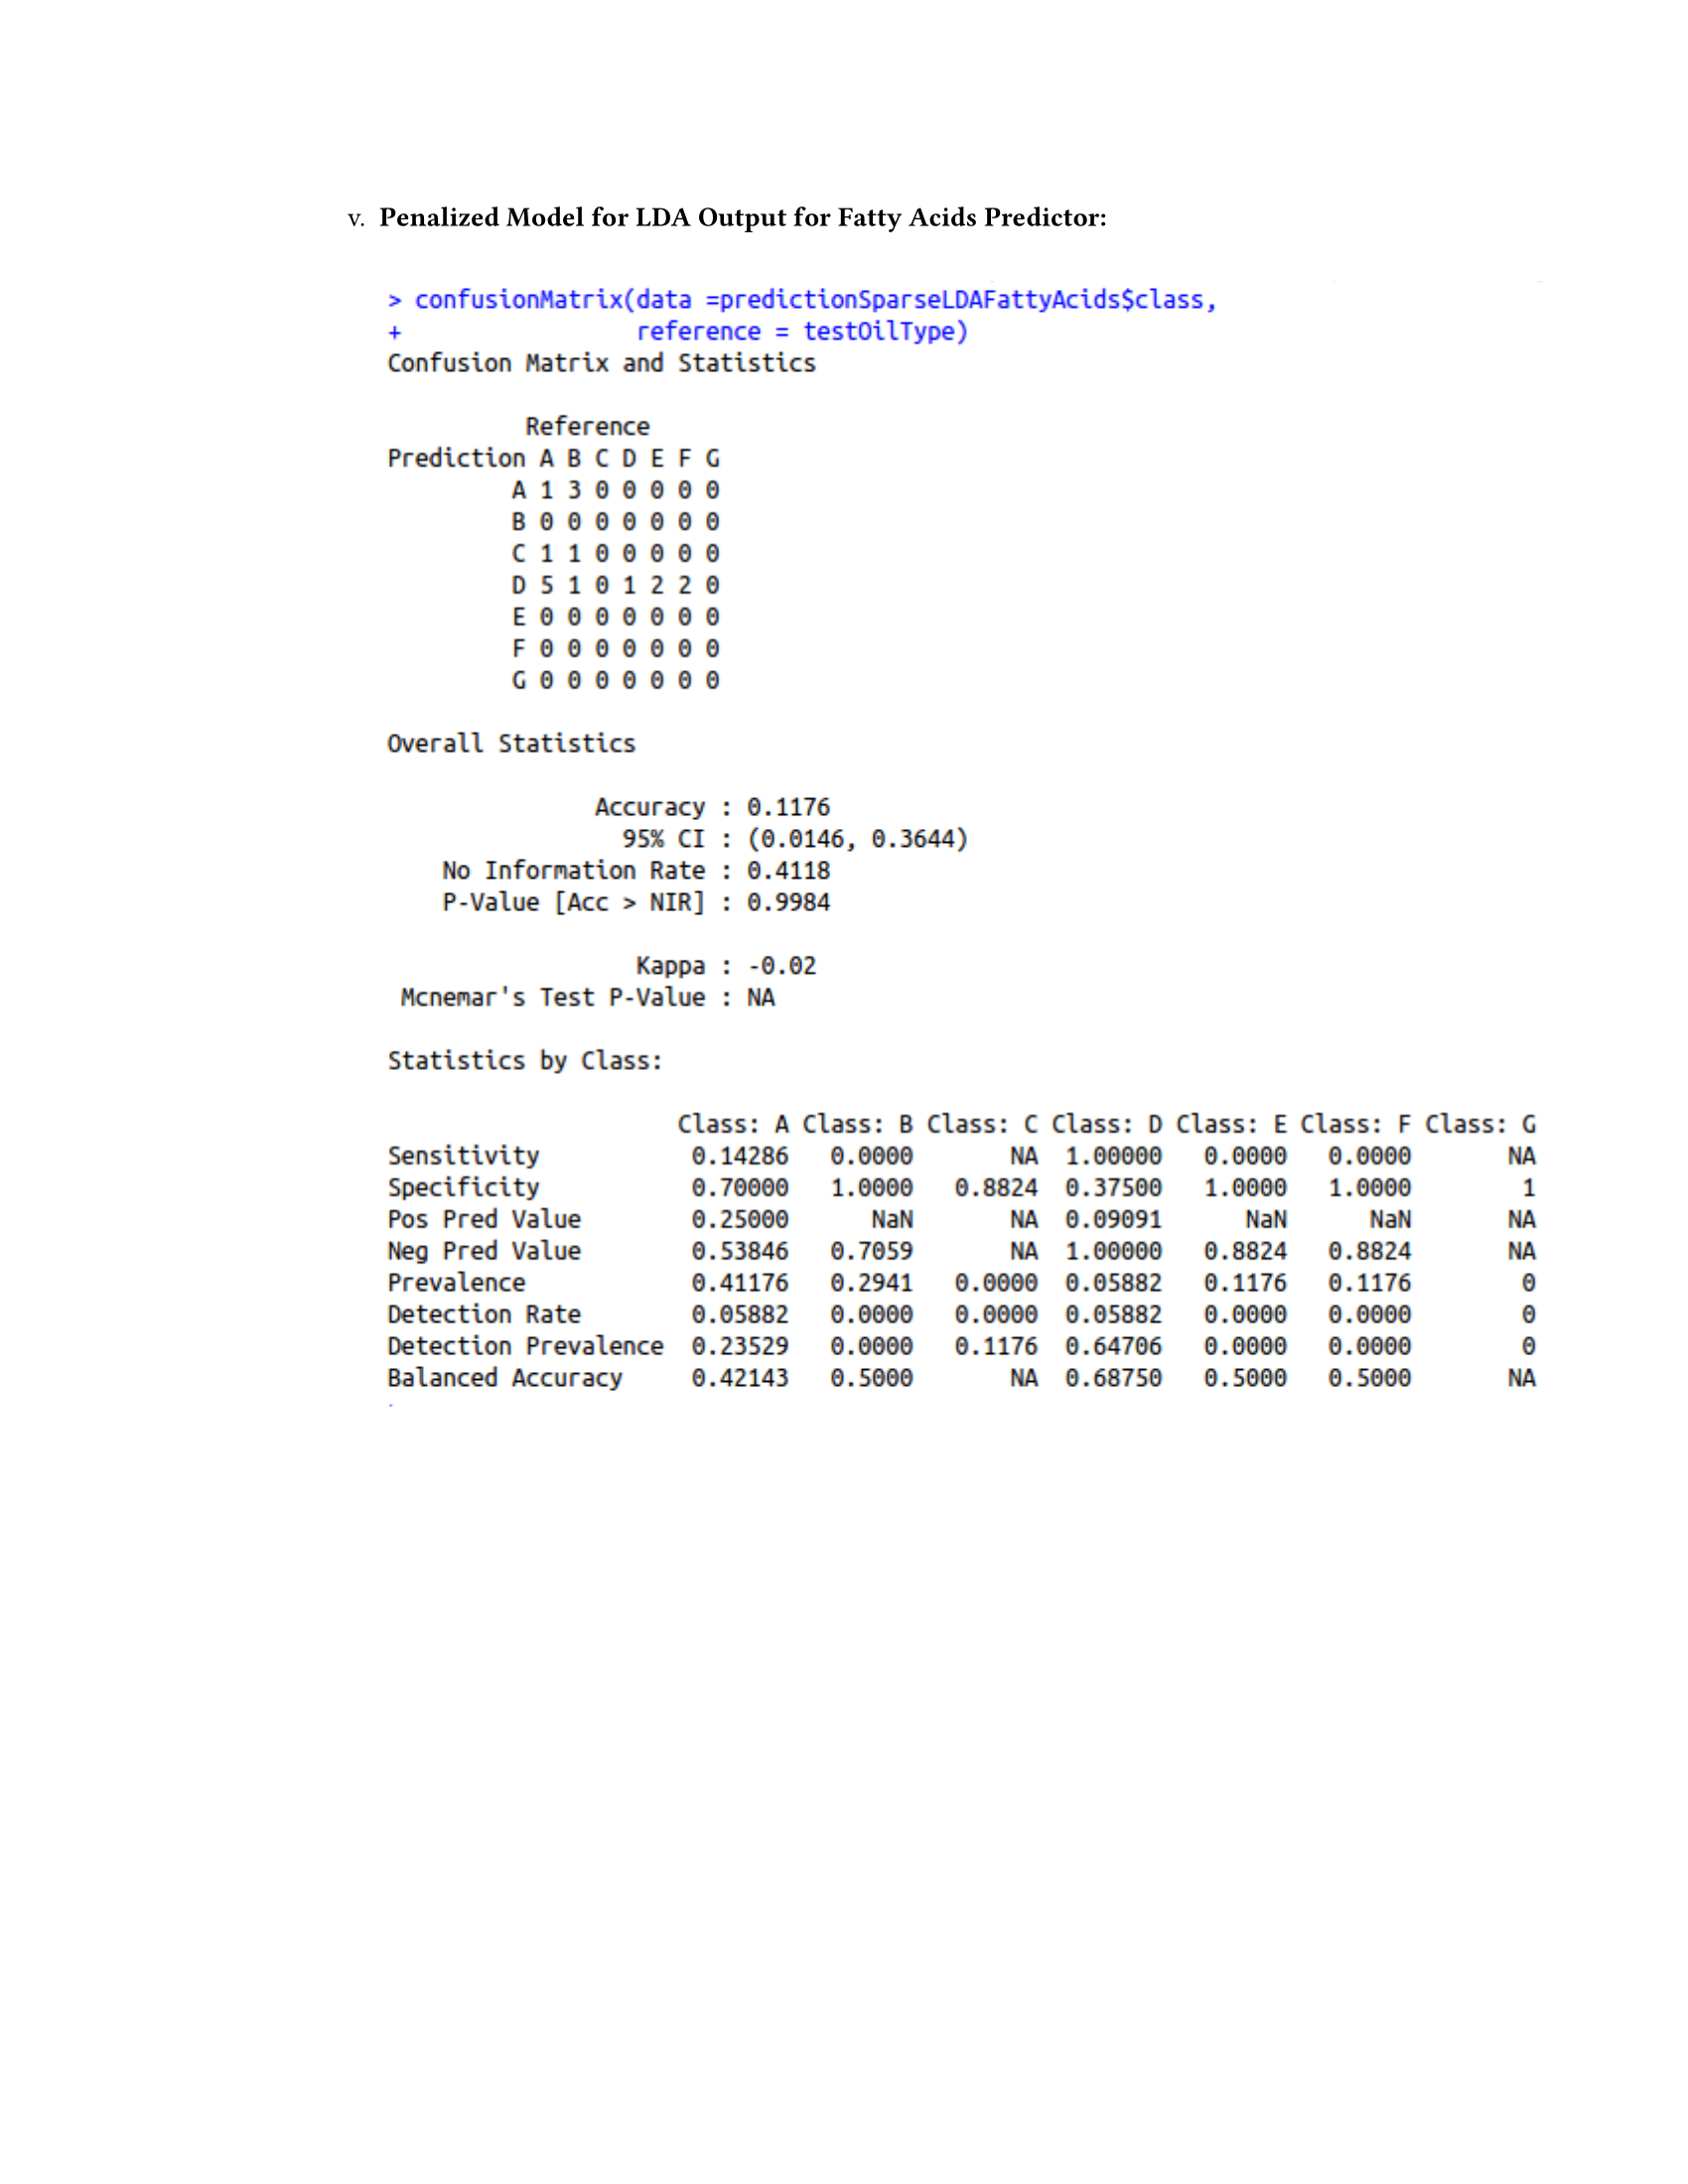 v. Penalized Model for LDA Output for Fatty Acids Predictor:
> confusionMatrix(data =predictionSparseLDAFattyAcids$class,
+                 reference = testOilType)
Confusion Matrix and Statistics
          Reference
Prediction A B C D E F G
         A 1 3 0 0 0 0 0
         B 0 0 0 0 0 0 0
         C 1 1 0 0 0 0 0
         D 5 1 0 1 2 2 0
         E 0 0 0 0 0 0 0
         F 0 0 0 0 0 0 0
         G 0 0 0 0 0 0 0
Overall Statistics
               Accuracy : 0.1176
                 95% CI : (0.0146, 0.3644)
    No Information Rate : 0.4118
    P-Value [Acc > NIR] : 0.9984
                  Kappa : -0.02
 Mcnemar's Test P-Value : NA
Statistics by Class:
                     Class: A Class: B Class: C Class: D Class: E Class: F Class: G
Sensitivity           0.14286   0.0000       NA  1.00000   0.0000   0.0000       NA
Specificity           0.70000   1.0000   0.8824  0.37500   1.0000   1.0000        1
Pos Pred Value        0.25000      NaN       NA  0.09091      NaN      NaN       NA
Neg Pred Value        0.53846   0.7059       NA  1.00000   0.8824   0.8824       NA
Prevalence            0.41176   0.2941   0.0000  0.05882   0.1176   0.1176        0
Detection Rate        0.05882   0.0000   0.0000  0.05882   0.0000   0.0000        0
Detection Prevalence  0.23529   0.0000   0.1176  0.64706   0.0000   0.0000        0
Balanced Accuracy     0.42143   0.5000       NA  0.68750   0.5000   0.5000       NA